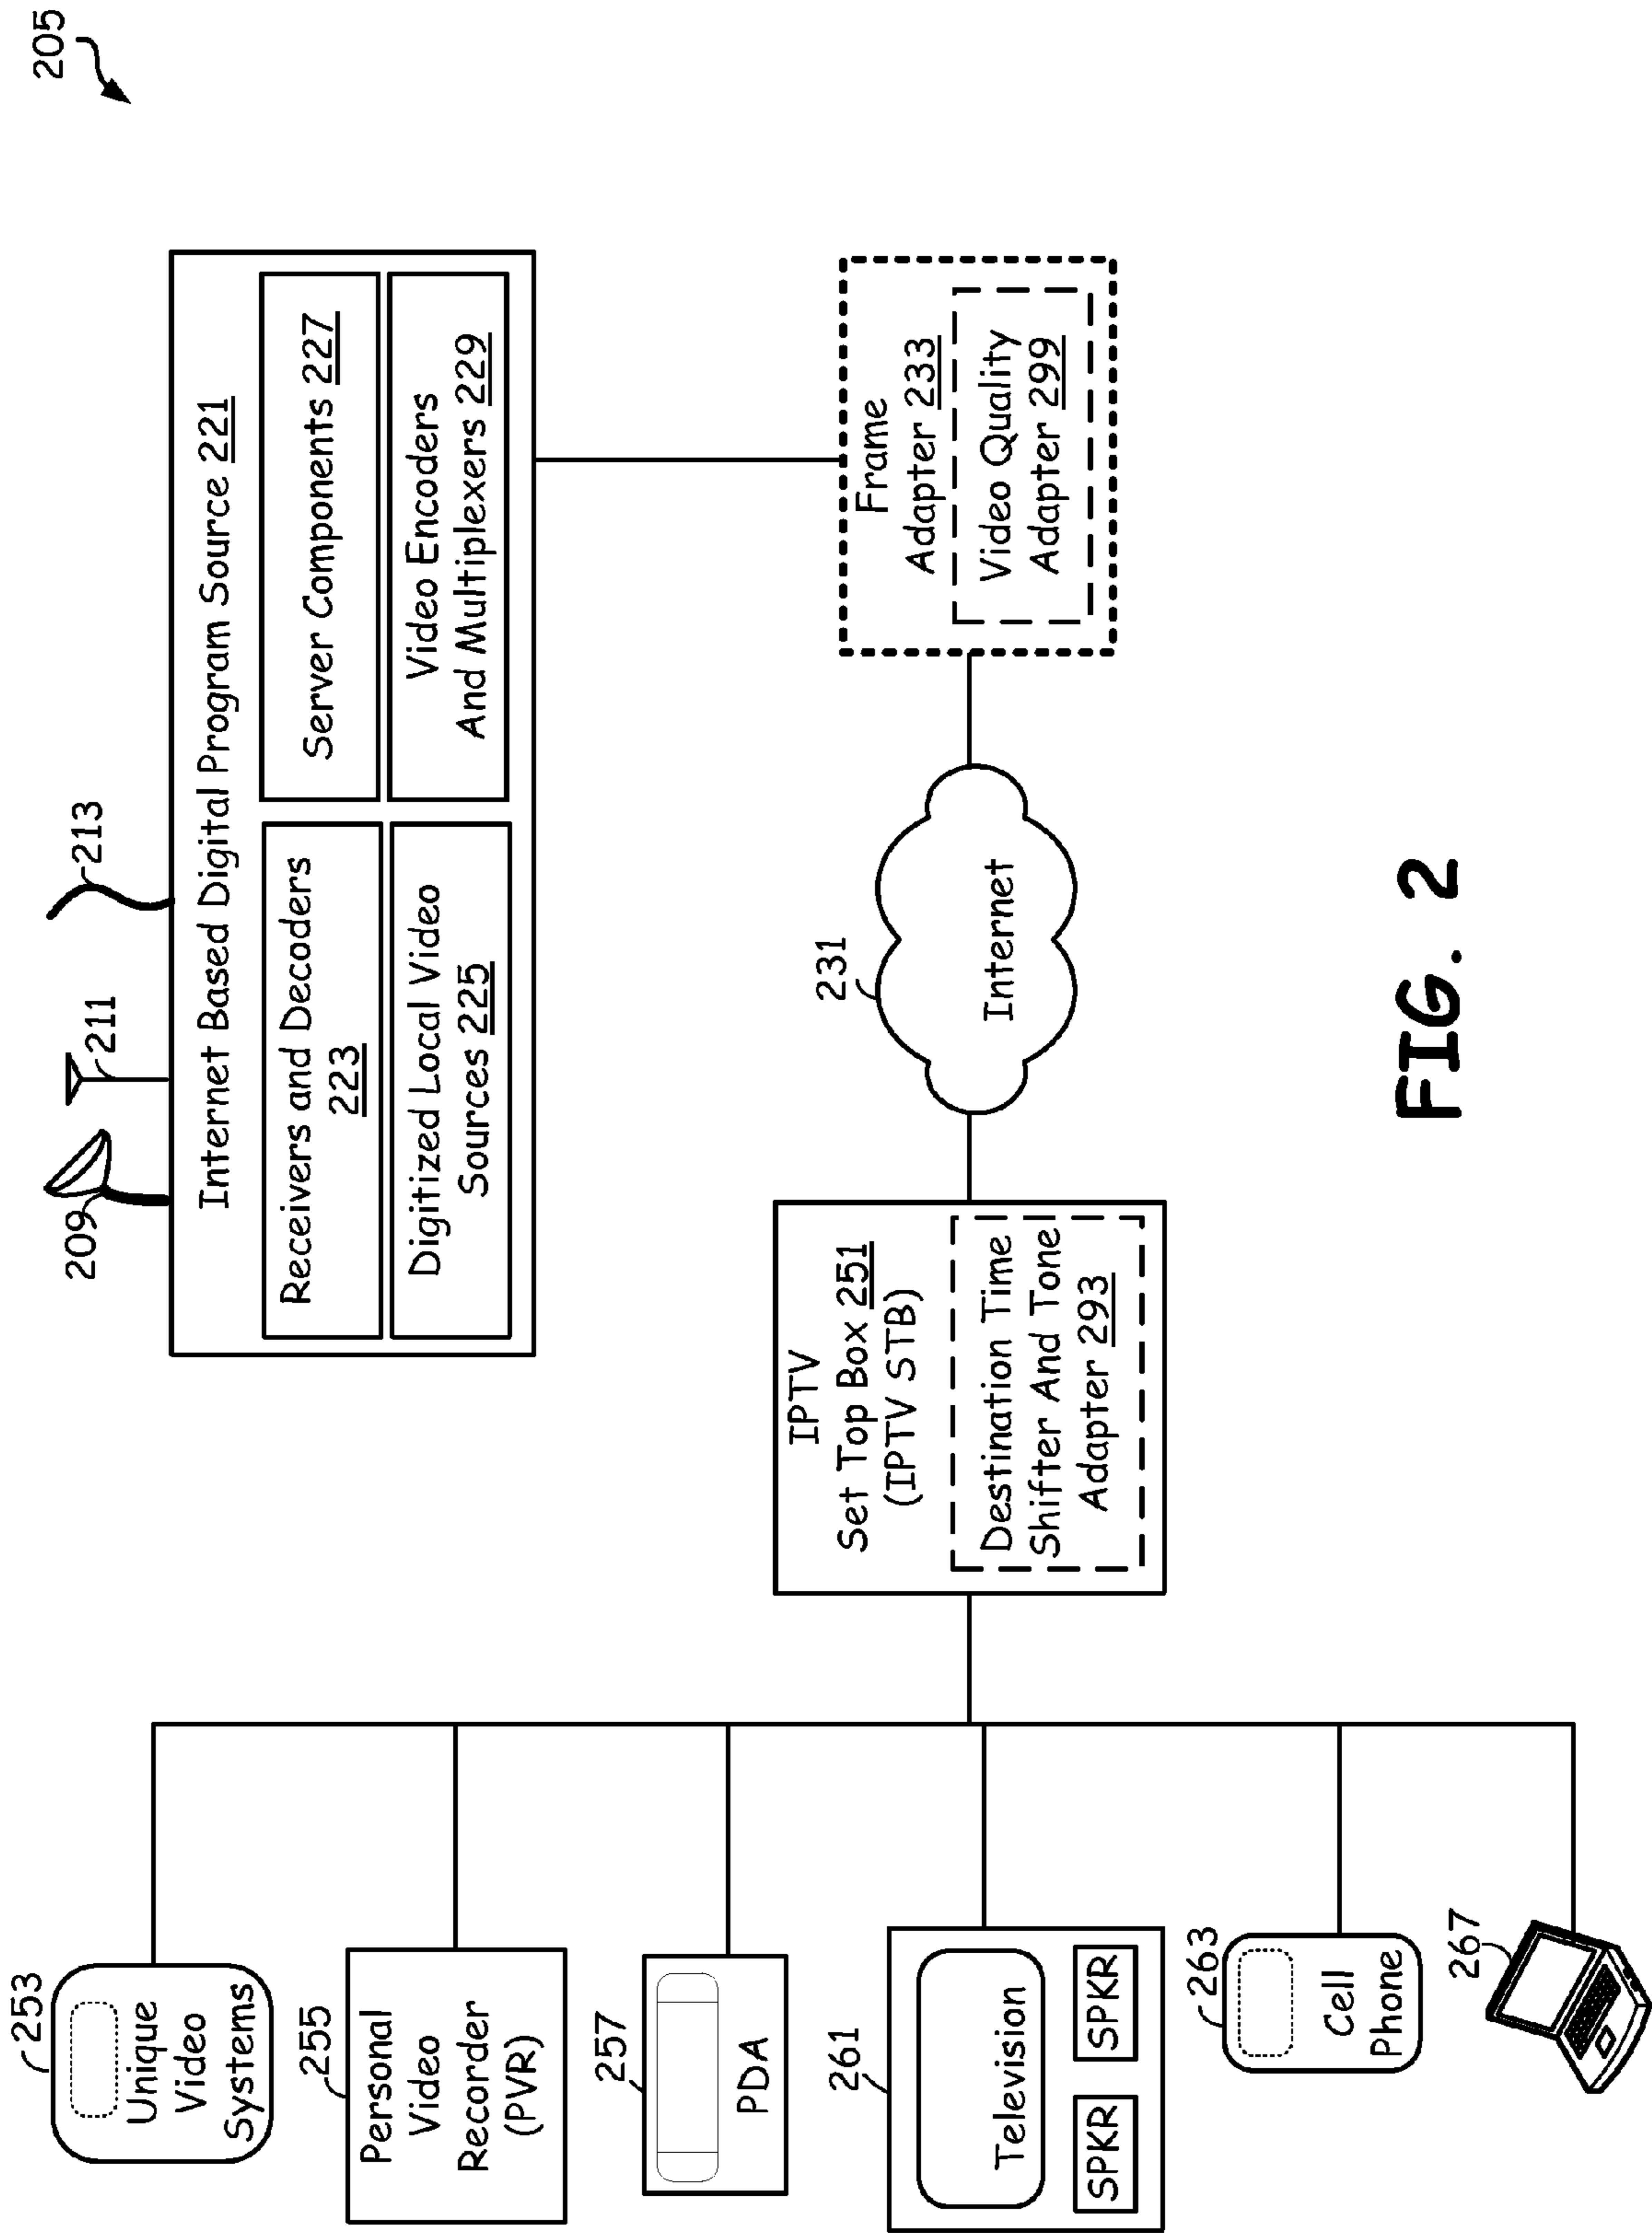 205
209
211
213
Internet Based Digital Program Source 221
Receivers and Decoders
223
Server Components 227
Digitized Local Video
Sources 225
Video Encoders
And Multiplexers 229
253
Unique
Video
Systems
255
Personal
Video
Recorder
(PVR)
257
PDA
261
Television
SPKR
SPKR
263
Cell
Phone
267
IPTV
Set Top Box 251
(IPTV STB)
Destination Time
Shifter And Tone
Adapter 293
231
Internet
Frame
Adapter 233
Video Quality
Adapter 299
FIG. 2